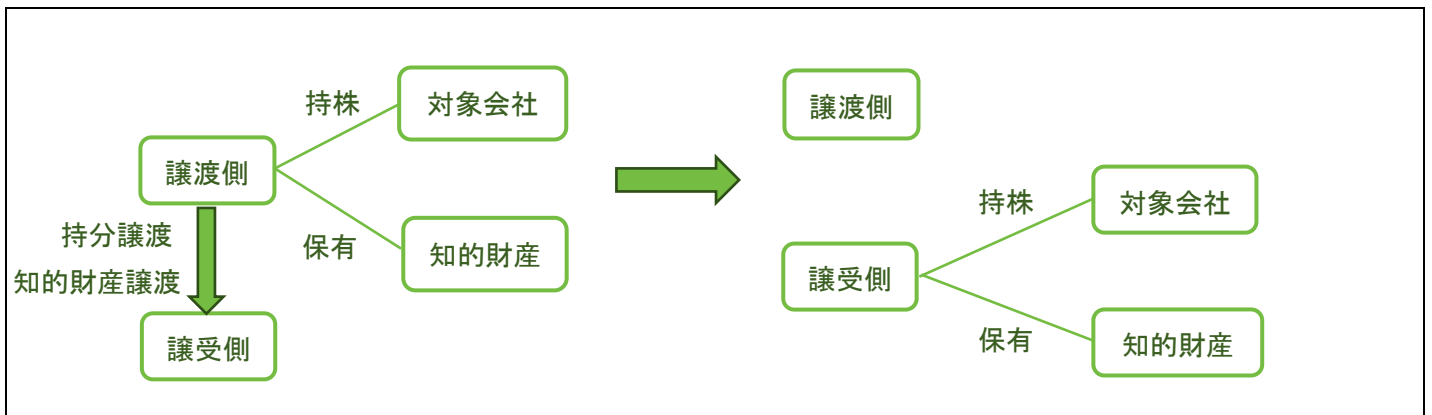 持株
対象会社
譲渡側
持分譲渡
知的財産譲渡
保有
知的財産
譲受側
譲渡側
持株
対象会社
譲受側
保有
知的財産